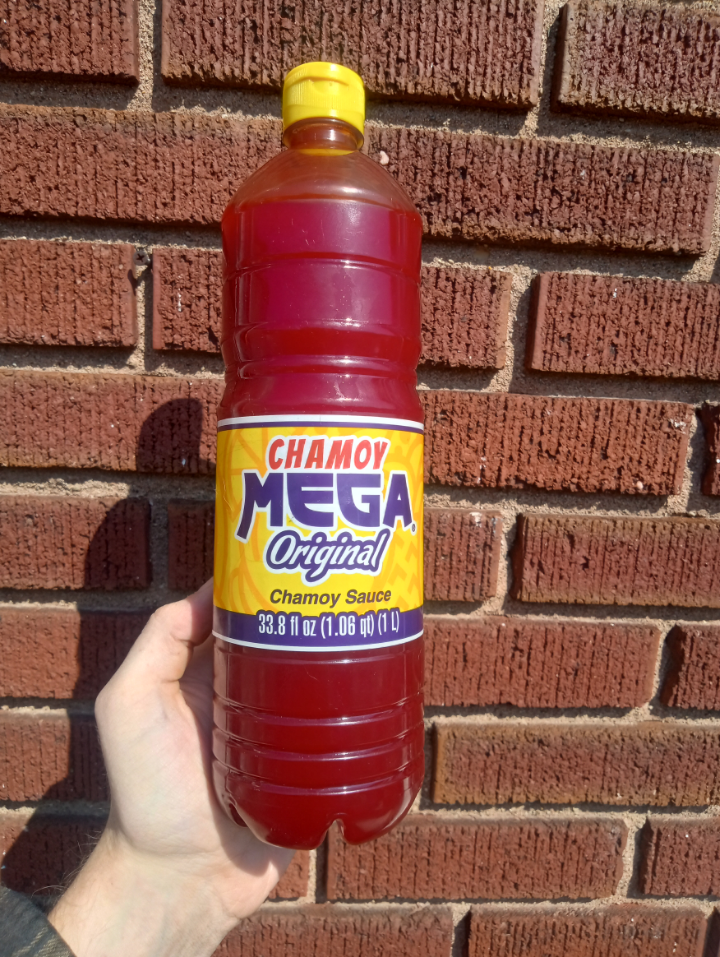 CHAMOY
MEGA
Original
Chamoy Sauce
33.8 fl oz (1.06 qt) (1 L)